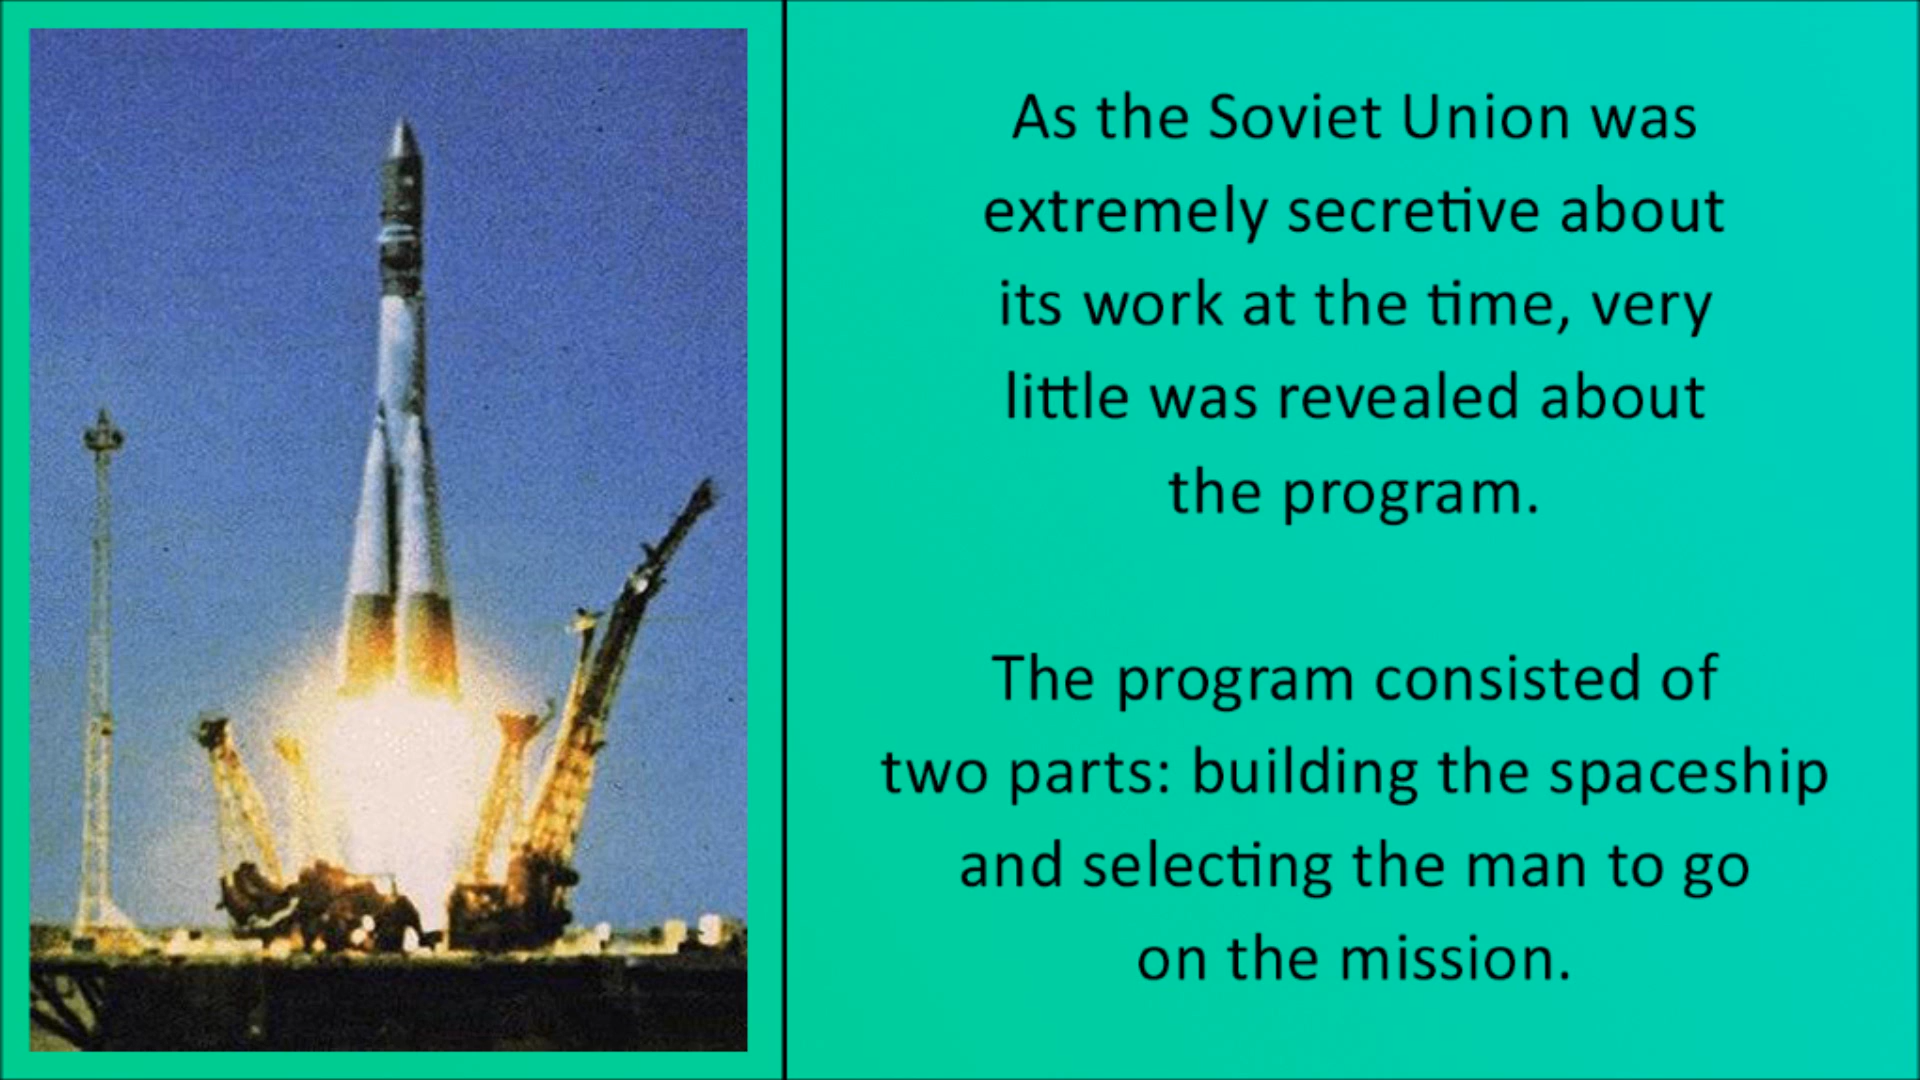 As the Soviet Union was
extremely secretive about
its work at the time, very
little was revealed about
the program.
The program consisted of
two parts: building the spaceship
and selecting the man to go
on the mission.